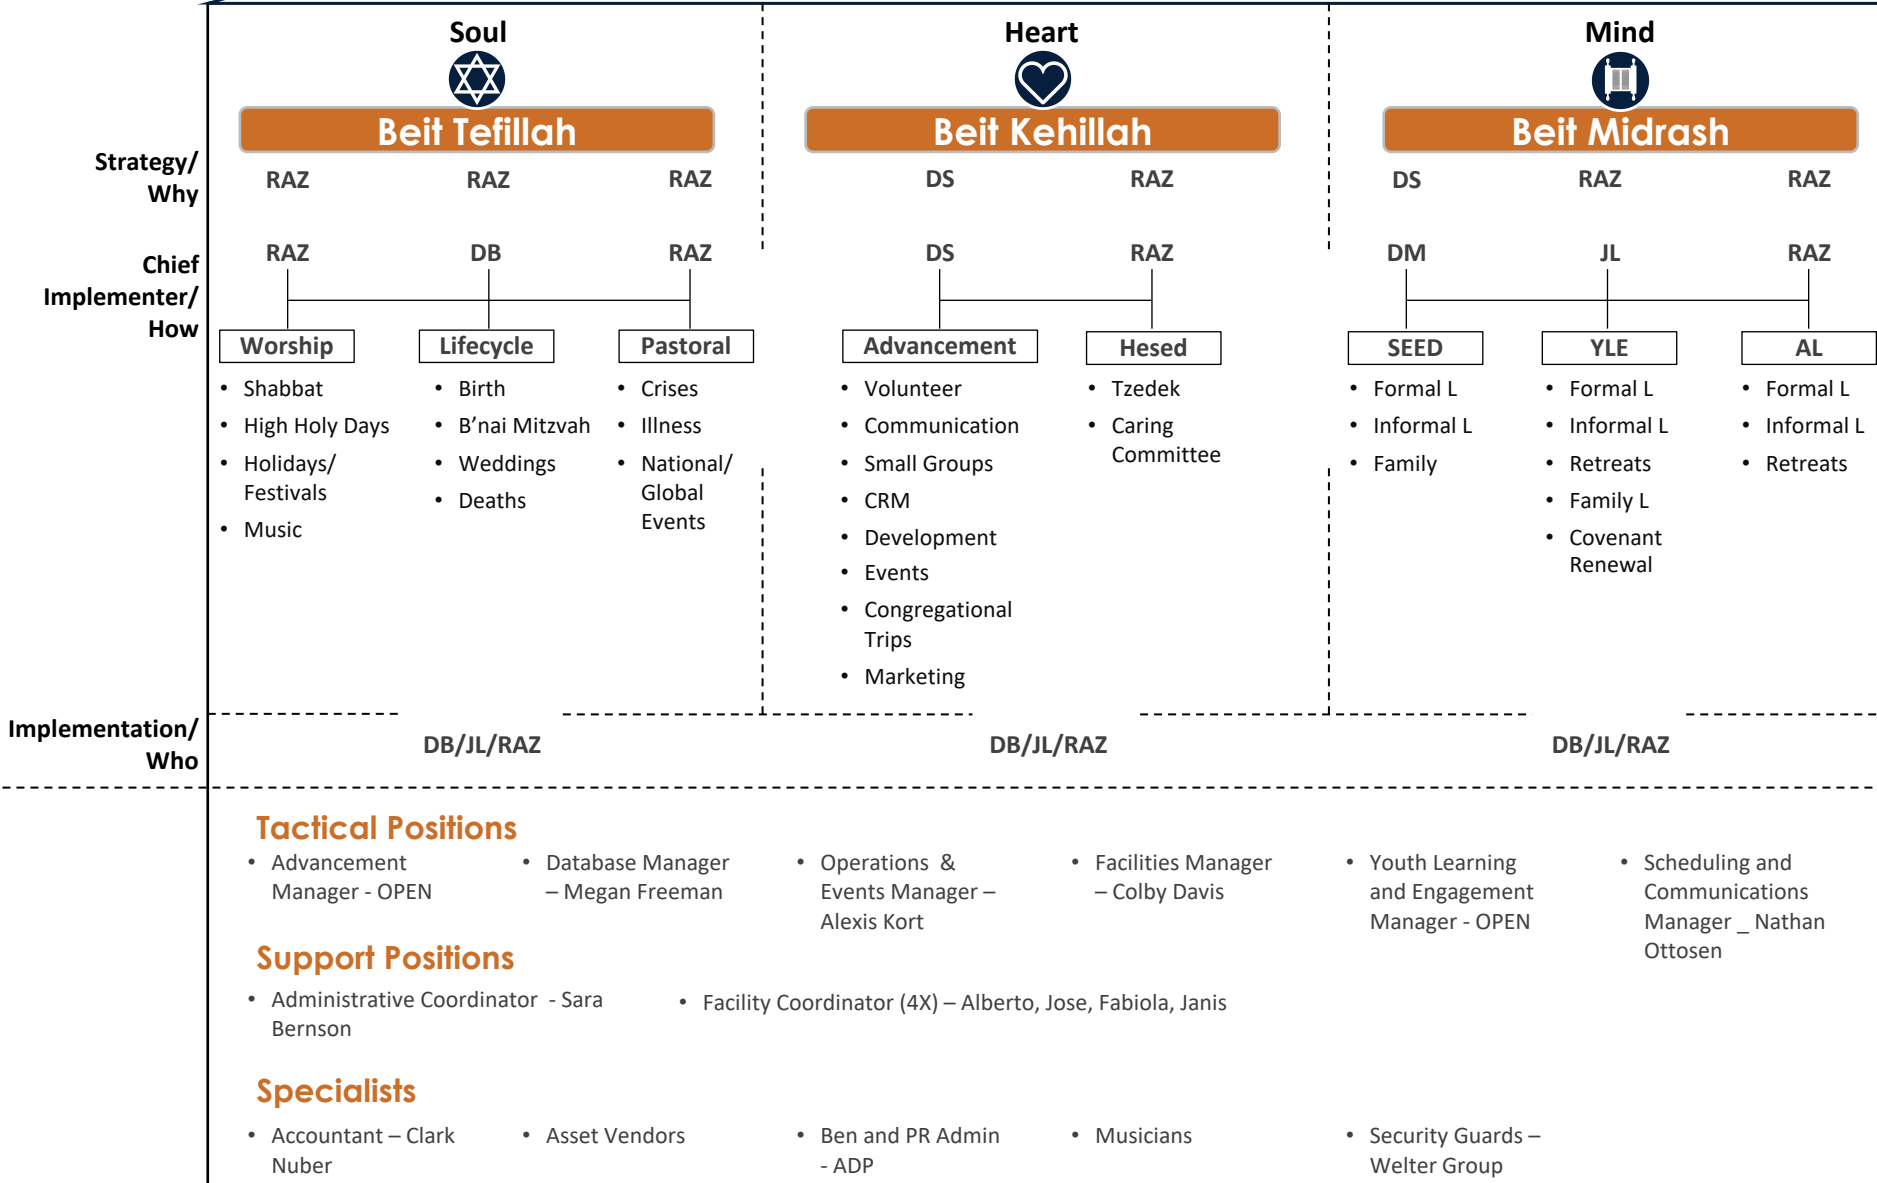 Soul
Heart
Mind
Beit Tefillah
Beit Kehillah
Beit Midrash
Strategy/
Why
RAZ RAZ RAZ DS RAZ DS RAZ RAZ
Chief
Implementer/
How
RAZ DB RAZ DS RAZ DM JL RAZ
Worship
• Shabbat
• High Holy Days
• Holidays/
Festivals
• Music
Lifecycle
• Birth
• B’nai Mitzvah
• Weddings
• Deaths
Pastoral
• Crises
• Illness
• National/
Global
Events
Advancement
• Volunteer
• Communication
• Small Groups
• CRM
• Development
• Events
• Congregational
Trips
• Marketing
Hesed
• Tzedek
• Caring
Committee
SEED
• Formal L
• Informal L
• Family
YLE
• Formal L
• Informal L
• Retreats
• Family L
• Covenant
Renewal
AL
• Formal L
• Informal L
• Retreats
Implementation/
Who
DB/JL/RAZ DB/JL/RAZ DB/JL/RAZ
Tactical Positions
• Advancement
Manager - OPEN
• Database Manager
– Megan Freeman
• Operations & 
Events Manager –
Alexis Kort
• Facilities Manager
– Colby Davis
• Youth Learning
and Engagement
Manager - OPEN
• Scheduling and
Communications
Manager _ Nathan
Ottosen
Support Positions
• Administrative Coordinator - Sara
Bernson
• Facility Coordinator (4X) – Alberto, Jose, Fabiola, Janis
Specialists
• Accountant – Clark
Nuber
• Asset Vendors
• Ben and PR Admin
- ADP
• Musicians
• Security Guards –
Welter Group